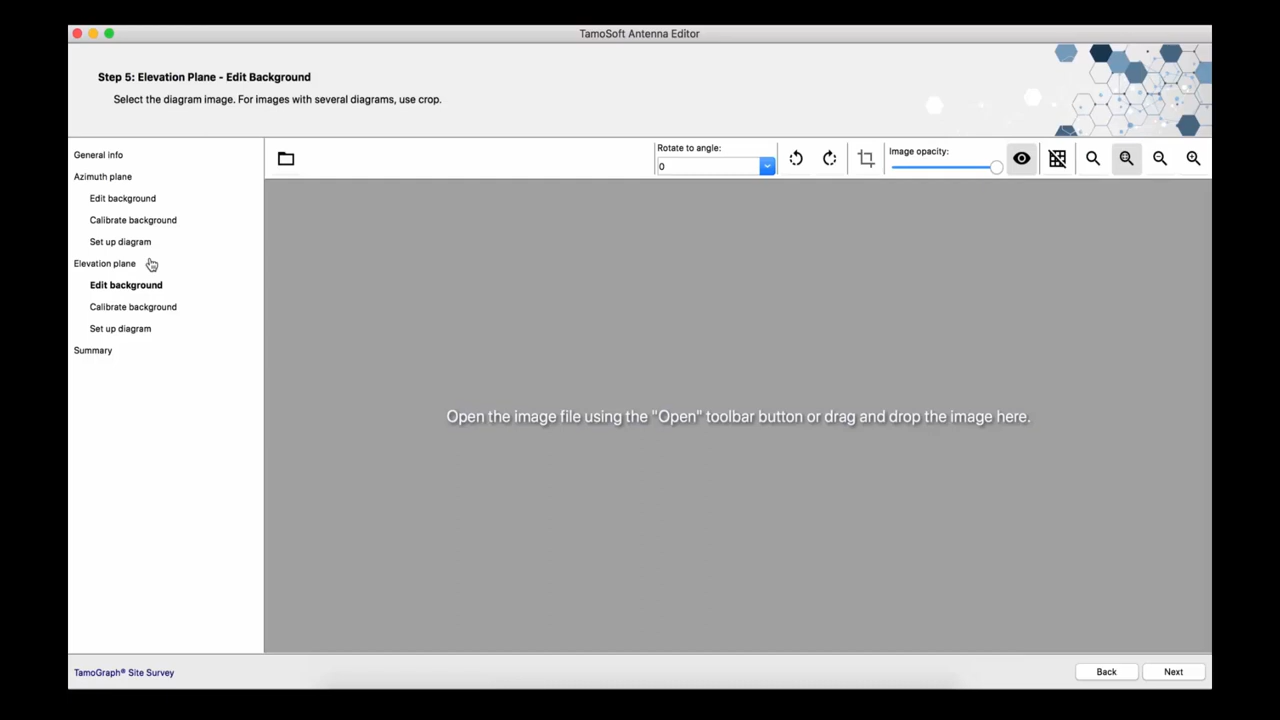 TamoSoft Antenna Editor
Step 5: Elevation Plane - Edit Background
Select the diagram image. For images with several diagrams, use crop.
General info
Azimuth plane
Edit background
Calibrate background
Set up diagram
Elevation plane
Edit background
Calibrate background
Set up diagram
Summary
Rotate to angle:
0
Image opacity:
Open the image file using the "Open" toolbar button or drag and drop the image here.
TamoGraph® Site Survey
Back
Next